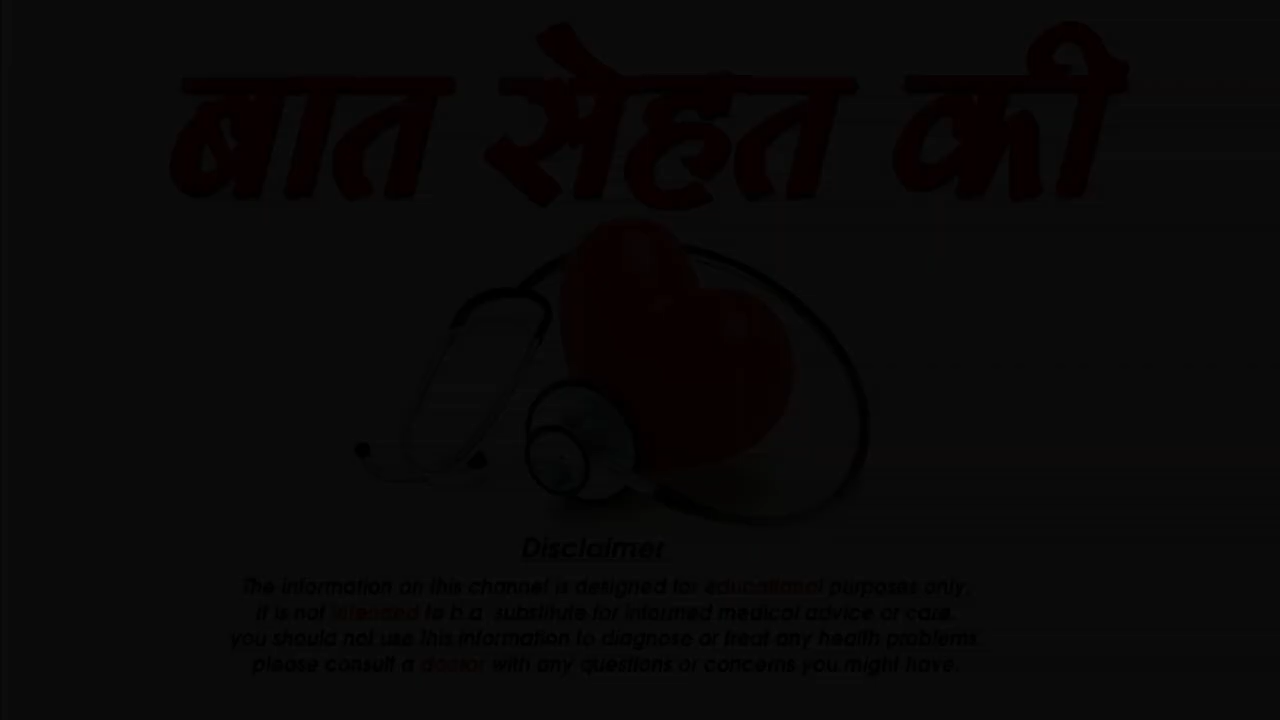 बात सेहत की
Disclaimer
The information on this channel is designed for educational purposes only.
it is not intended to b a substitute for informed medical advice or care.
you should not use this information to diagnose or treat any health problems.
please consult a doctor with any questions or concerns you might have.